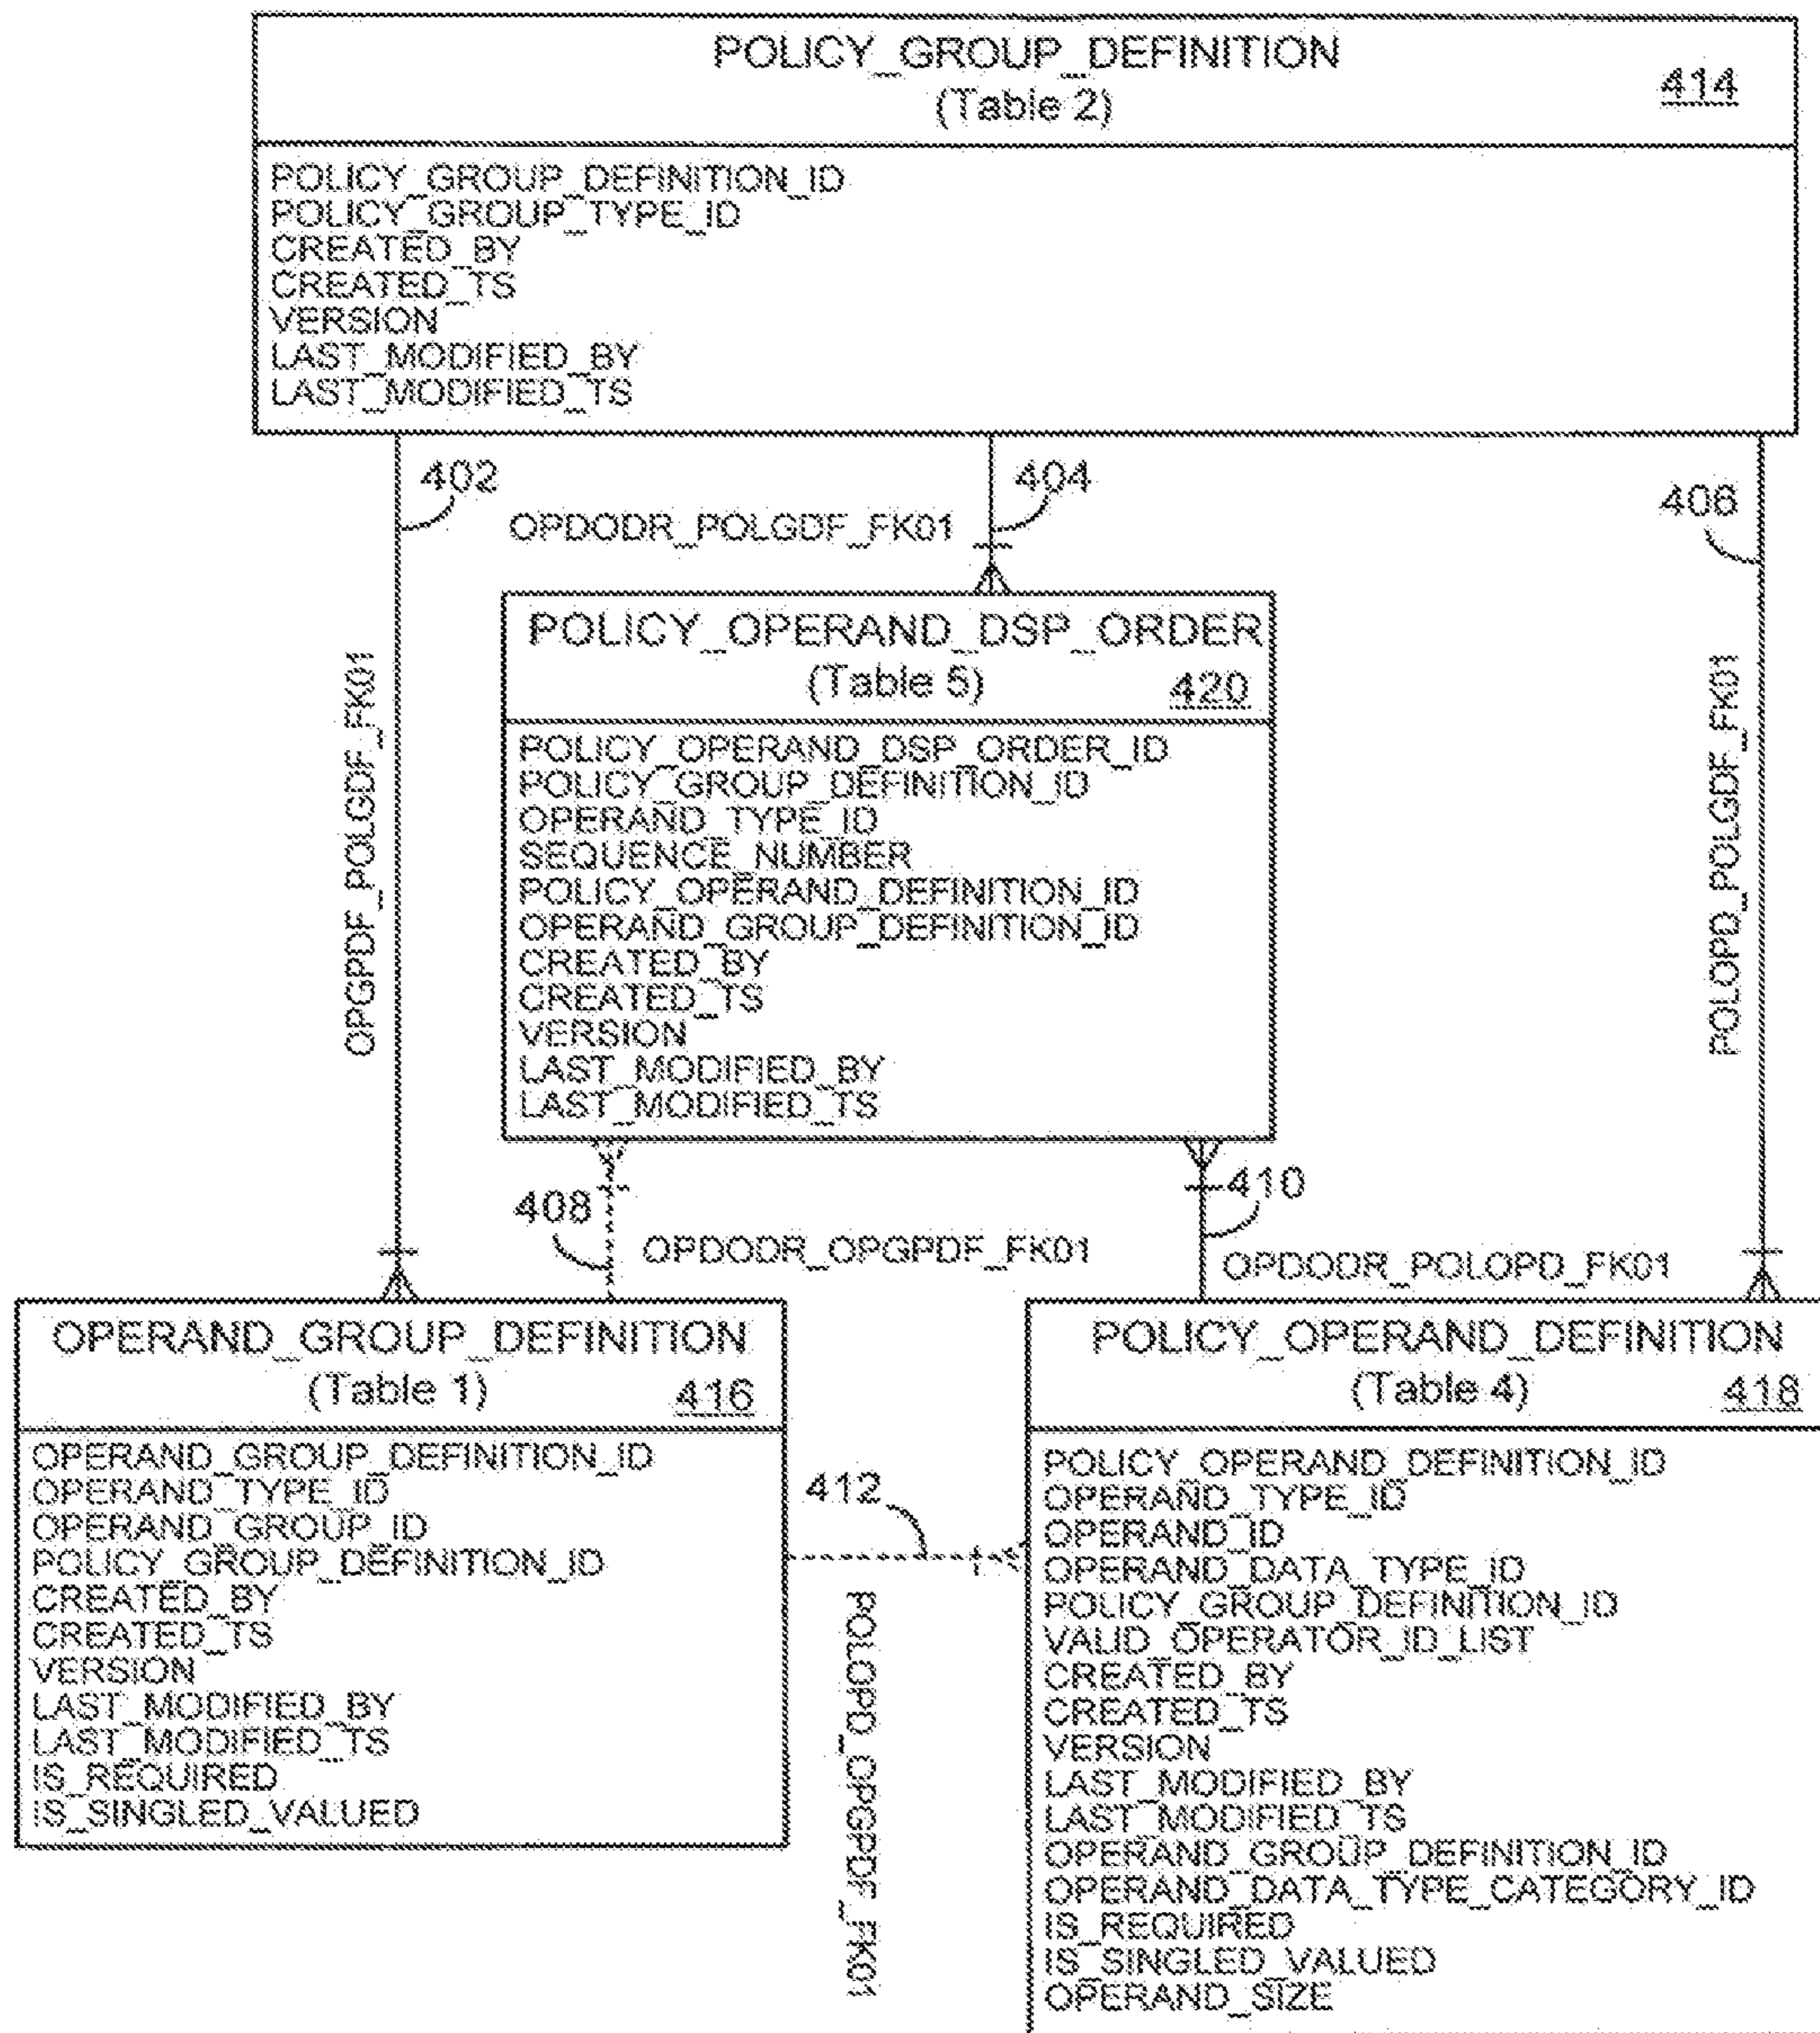 POLICY_GROUP_DEFINITION
(Table 2)
414
POLICY_GROUP_DEFINITION_ID
POLICY_GROUP_TYPE_ID
CREATED_BY
CREATED_TS
VERSION
LAST_MODIFIED_BY
LAST_MODIFIED_TS
402
404
406
OPDODR_POLGDF_FK01
OPGPDF_POLGDF_FK01
POLOPD_POLGDF_FK01
POLICY_OPERAND_DSP_ORDER
(Table 5)
420
POLICY_OPERAND_DSP_ORDER_ID
POLICY_GROUP_DEFINITION_ID
OPERAND_TYPE_ID
SEQUENCE_NUMBER
POLICY_OPERAND_DEFINITION_ID
OPERAND_GROUP_DEFINITION_ID
CREATED_BY
CREATED_TS
VERSION
LAST_MODIFIED_BY
LAST_MODIFIED_TS
408
410
OPDODR_OPGPDF_FK01
OPDODR_POLOPD_FK01
OPERAND_GROUP_DEFINITION
(Table 1)
416
OPERAND_GROUP_DEFINITION_ID
OPERAND_TYPE_ID
OPERAND_GROUP_ID
POLICY_GROUP_DEFINITION_ID
CREATED_BY
CREATED_TS
VERSION
LAST_MODIFIED_BY
LAST_MODIFIED_TS
IS_REQUIRED
IS_SINGLED_VALUED
412
POLOPD_OPGPDF_FK01
POLICY_OPERAND_DEFINITION
(Table 4)
418
POLICY_OPERAND_DEFINITION_ID
OPERAND_TYPE_ID
OPERAND_ID
OPERAND_DATA_TYPE_ID
POLICY_GROUP_DEFINITION_ID
VALID_OPERATOR_ID_LIST
CREATED_BY
CREATED_TS
VERSION
LAST_MODIFIED_BY
LAST_MODIFIED_TS
OPERAND_GROUP_DEFINITION_ID
OPERAND_DATA_TYPE_CATEGORY_ID
IS_REQUIRED
IS_SINGLED_VALUED
OPERAND_SIZE